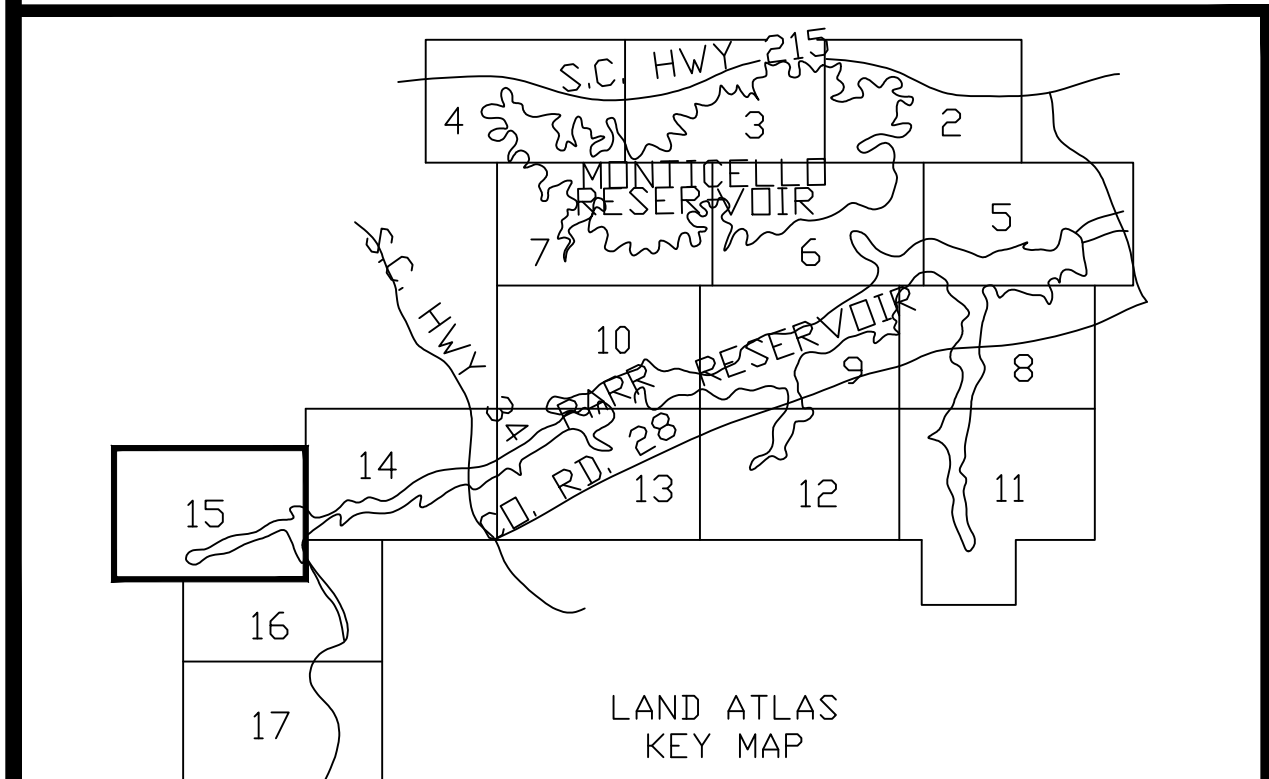 S.C. HWY 215
4
3
2
MONTICELLO
RESERVOIR
5
7
6
S.C. HWY 34
10
PARR RESERVOIR
9
8
CO. RD. 28
14
13
12
11
15
16
17
LAND ATLAS
KEY MAP